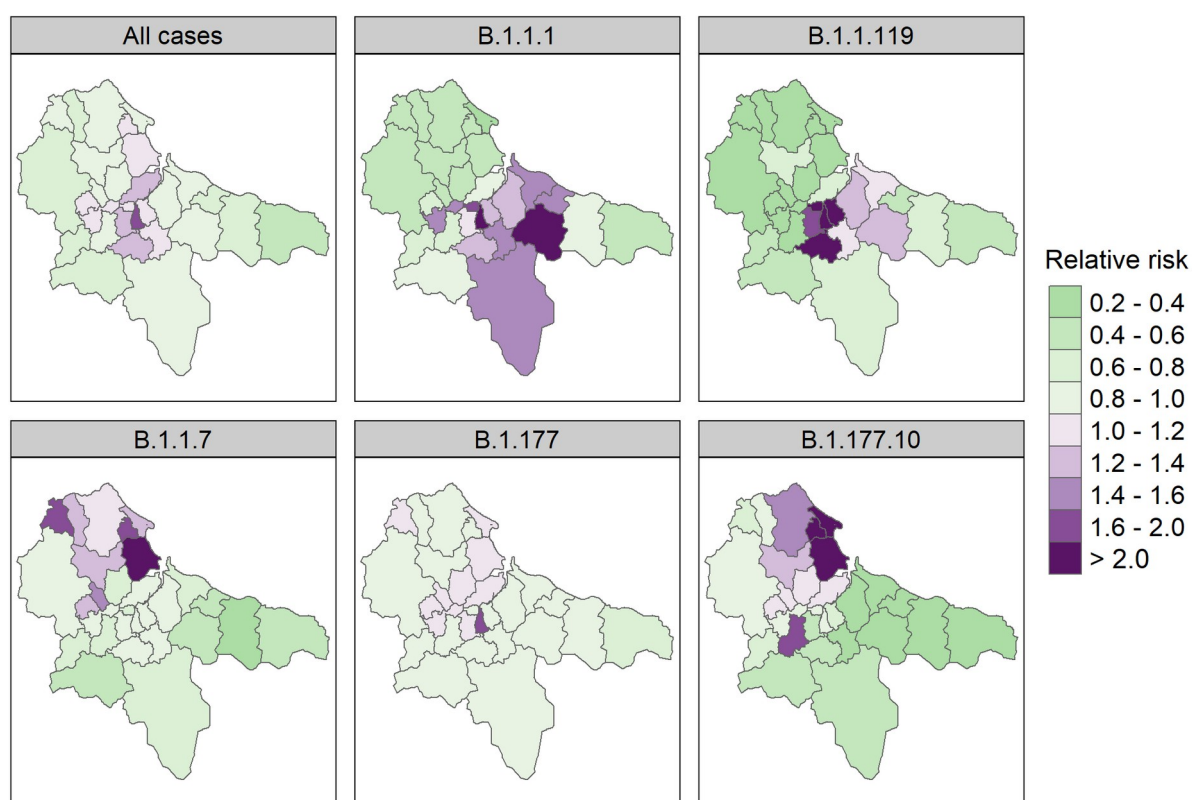 All cases
B.1.1.1
B.1.1.119
Relative risk
0.2 - 0.4
0.4 - 0.6
0.6 - 0.8
0.8 - 1.0
1.0 - 1.2
1.2 - 1.4
1.4 - 1.6
1.6 - 2.0
> 2.0
B.1.1.7
B.1.177
B.1.177.10